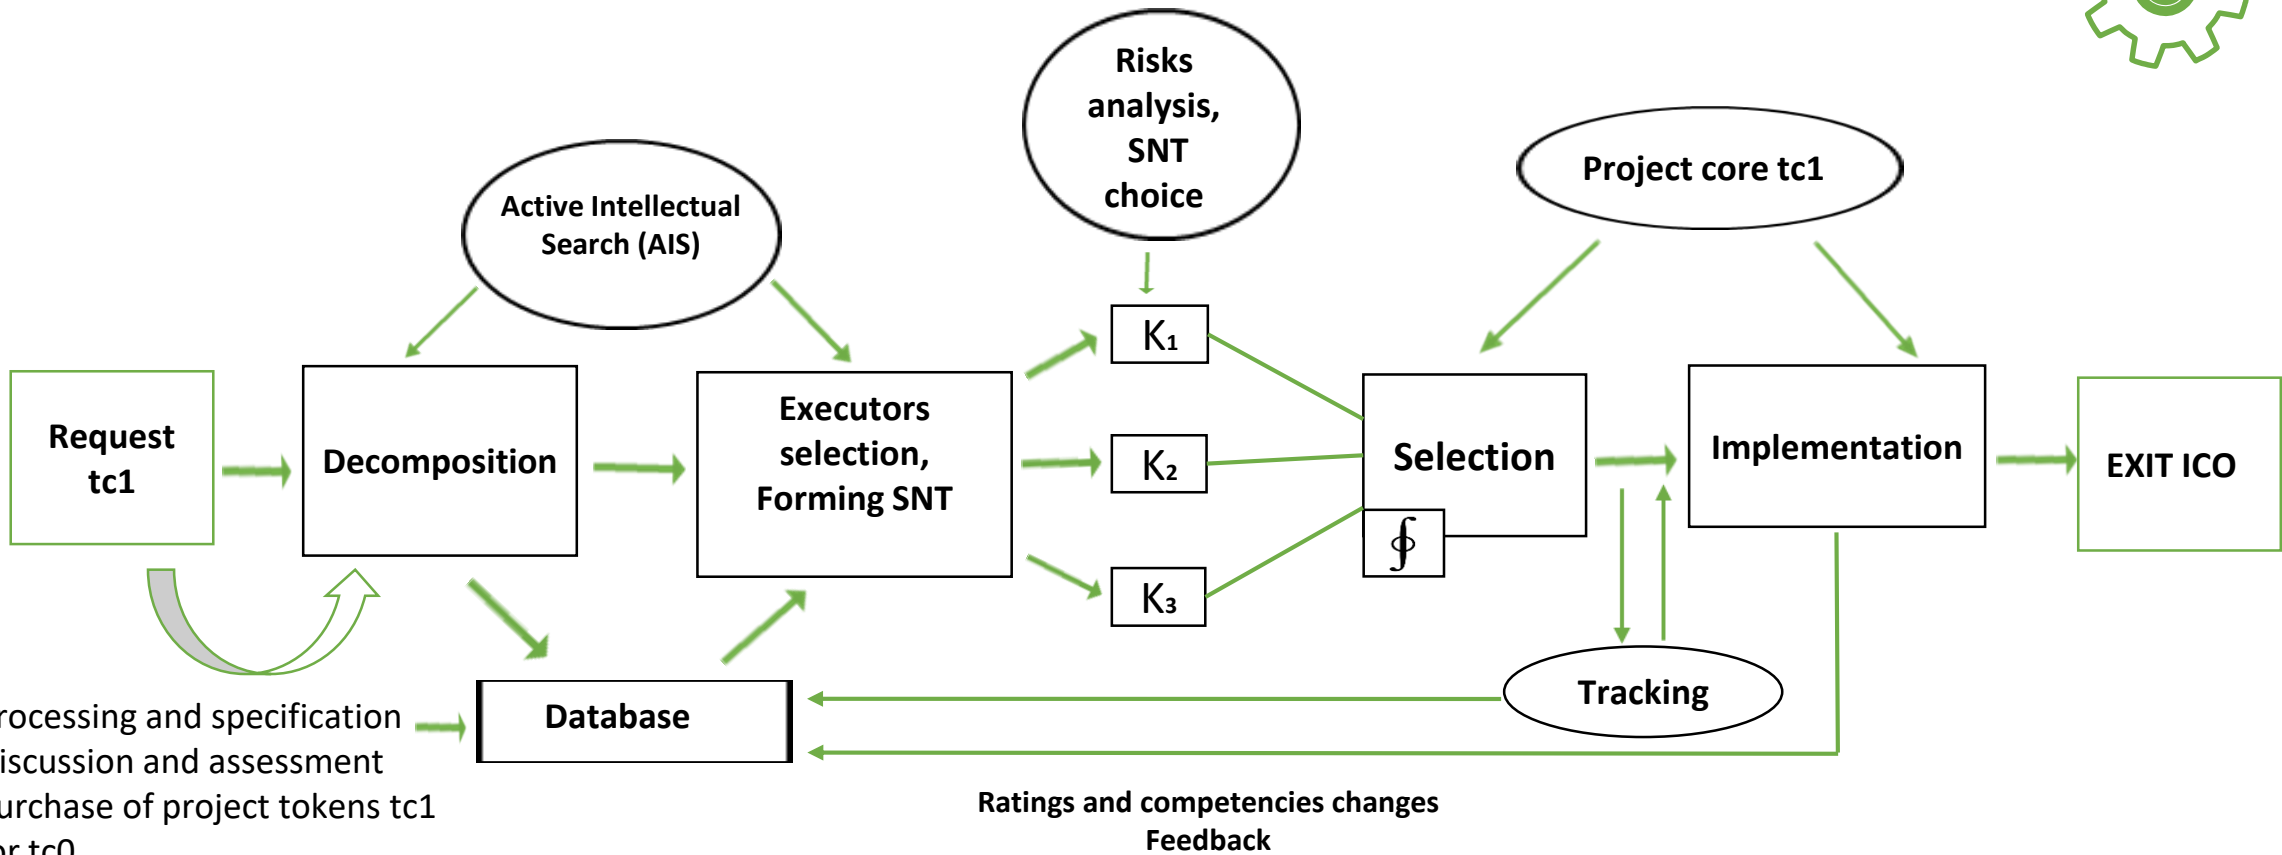 Risks
analysis,
SNT
choice
Project core tc1
Active Intellectual
Search (AIS)
K₁
Request
tc1
Decomposition
Executors
selection,
Forming SNT
K₂
Selection
Implementation
EXIT ICO
∮
K₃
Tracking
Database
rocessing and specification
iscussion and assessment
urchase of project tokens tc1
or tc0
Ratings and competencies changes
Feedback